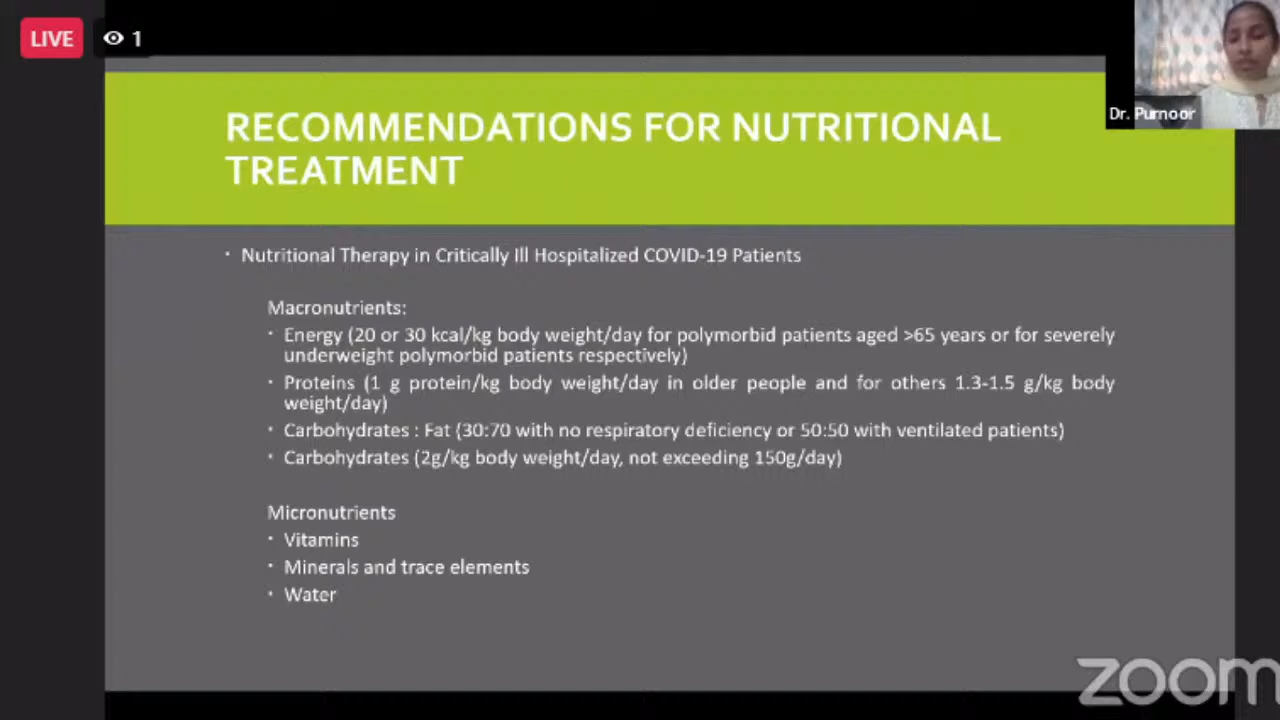 LIVE 1
Dr. Purnoor
RECOMMENDATIONS FOR NUTRITIONAL
TREATMENT
• Nutritional Therapy in Critically Ill Hospitalized COVID-19 Patients
Macronutrients:
• Energy (20 or 30 kcal/kg body weight/day for polymorbid patients aged >65 years or for severely
underweight polymorbid patients respectively)
• Proteins (1 g protein/kg body weight/day in older people and for others 1.3-1.5 g/kg body
weight/day)
• Carbohydrates : Fat (30:70 with no respiratory deficiency or 50:50 with ventilated patients)
• Carbohydrates (2g/kg body weight/day, not exceeding 150g/day)
Micronutrients
• Vitamins
• Minerals and trace elements
• Water
zoom